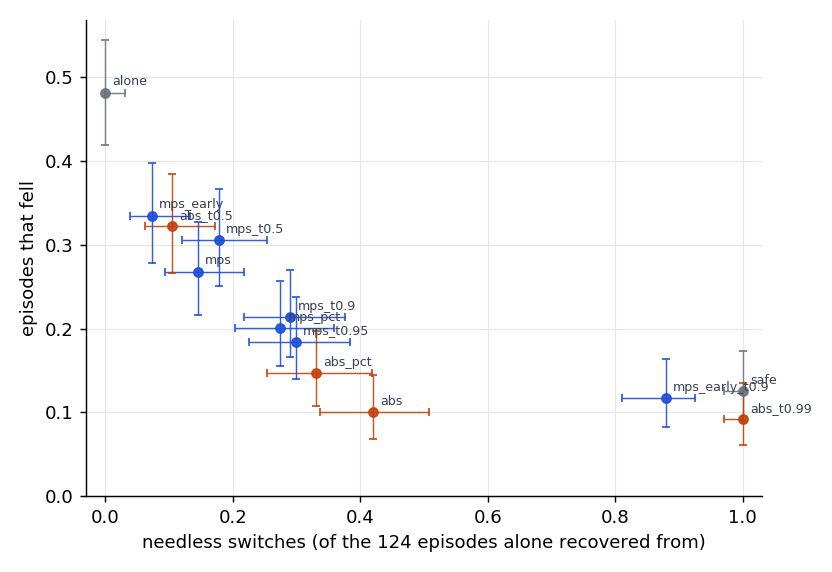 0.5
0.4
0.3
0.2
0.1
0.0
episodes that fell
alone
mps_early
abs_t0.5
mps_t0.5
mps
mps_t0.9
mps_pct
mps_t0.95
abs_pct
abs
safe
mps_early_t0.9
abs_t0.99
0.0 0.2 0.4 0.6 0.8 1.0
needless switches (of the 124 episodes alone recovered from)